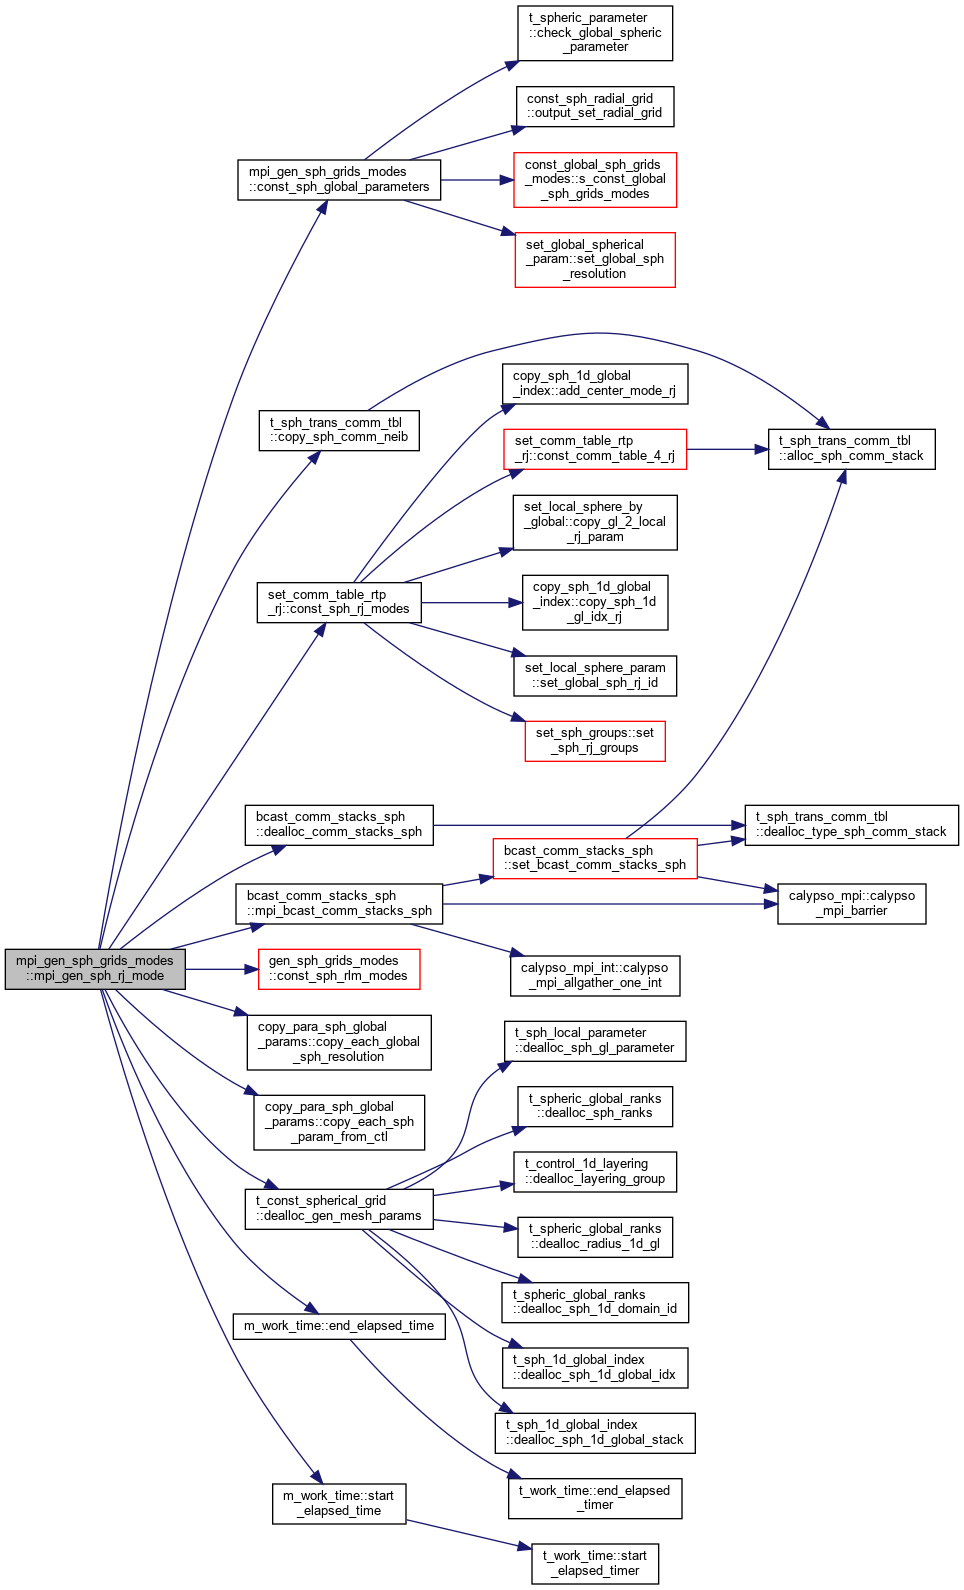 t_spheric_parameter
::check_global_spheric
_parameter
const_sph_radial_grid
::output_set_radial_grid
mpi_gen_sph_grids_modes
::const_sph_global_parameters
const_global_sph_grids
_modes::s_const_global
_sph_grids_modes
set_global_spherical
_param::set_global_sph
_resolution
copy_sph_1d_global
_index::add_center_mode_rj
t_sph_trans_comm_tbl
::copy_sph_comm_neib
set_comm_table_rtp
_rj::const_comm_table_4_rj
t_sph_trans_comm_tbl
::alloc_sph_comm_stack
set_local_sphere_by
_global::copy_gl_2_local
_rj_param
set_comm_table_rtp
_rj::const_sph_rj_modes
copy_sph_1d_global
_index::copy_sph_1d
_gl_idx_rj
set_local_sphere_param
::set_global_sph_rj_id
set_sph_groups::set
_sph_rj_groups
bcast_comm_stacks_sph
::dealloc_comm_stacks_sph
t_sph_trans_comm_tbl
::dealloc_type_sph_comm_stack
bcast_comm_stacks_sph
::set_bcast_comm_stacks_sph
bcast_comm_stacks_sph
::mpi_bcast_comm_stacks_sph
calypso_mpi::calypso
_mpi_barrier
mpi_gen_sph_grids_modes
::mpi_gen_sph_rj_mode
gen_sph_grids_modes
::const_sph_rlm_modes
calypso_mpi_int::calypso
_mpi_allgather_one_int
copy_para_sph_global
_params::copy_each_global
_sph_resolution
t_sph_local_parameter
::dealloc_sph_gl_parameter
copy_para_sph_global
_params::copy_each_sph
_param_from_ctl
t_spheric_global_ranks
::dealloc_sph_ranks
t_control_1d_layering
::dealloc_layering_group
t_const_spherical_grid
::dealloc_gen_mesh_params
t_spheric_global_ranks
::dealloc_radius_1d_gl
t_spheric_global_ranks
::dealloc_sph_1d_domain_id
m_work_time::end_elapsed_time
t_sph_1d_global_index
::dealloc_sph_1d_global_idx
t_sph_1d_global_index
::dealloc_sph_1d_global_stack
m_work_time::start
_elapsed_time
t_work_time::end_elapsed
_timer
t_work_time::start
_elapsed_timer